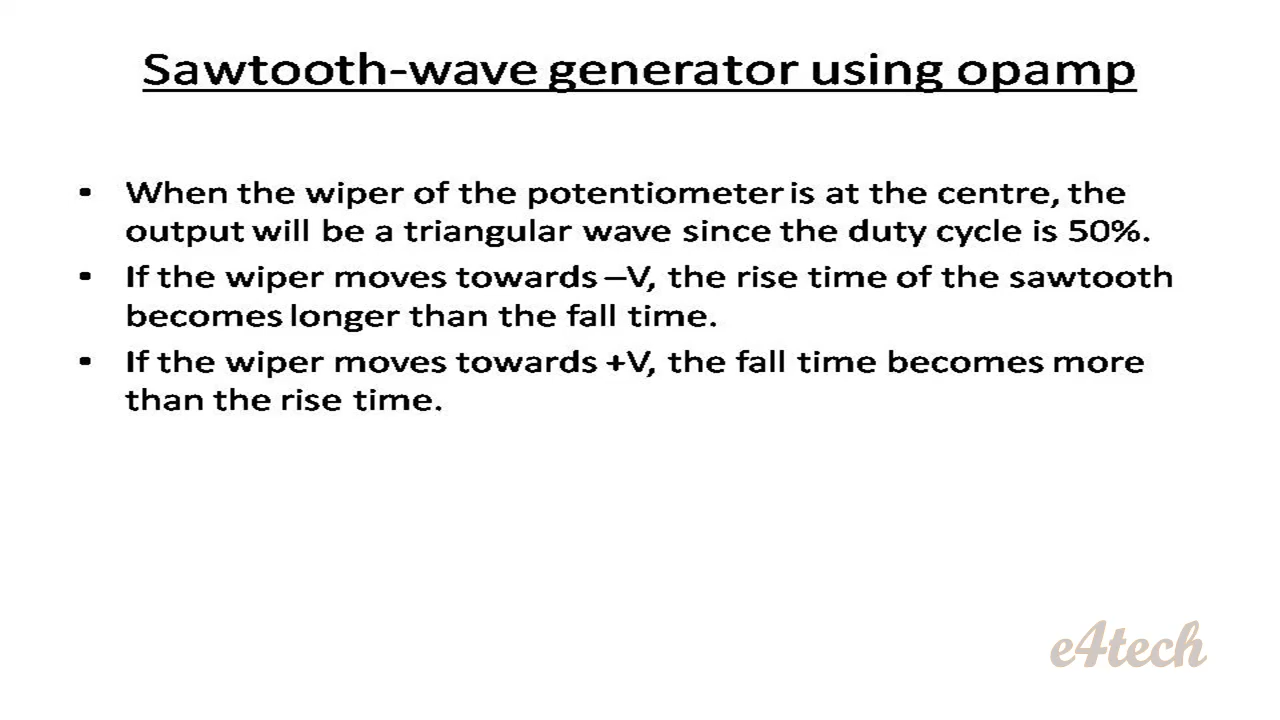 Sawtooth-wave generator using opamp
• When the wiper of the potentiometer is at the centre, the
output will be a triangular wave since the duty cycle is 50%.
• If the wiper moves towards –V, the rise time of the sawtooth
becomes longer than the fall time.
• If the wiper moves towards +V, the fall time becomes more
than the rise time.
e4tech